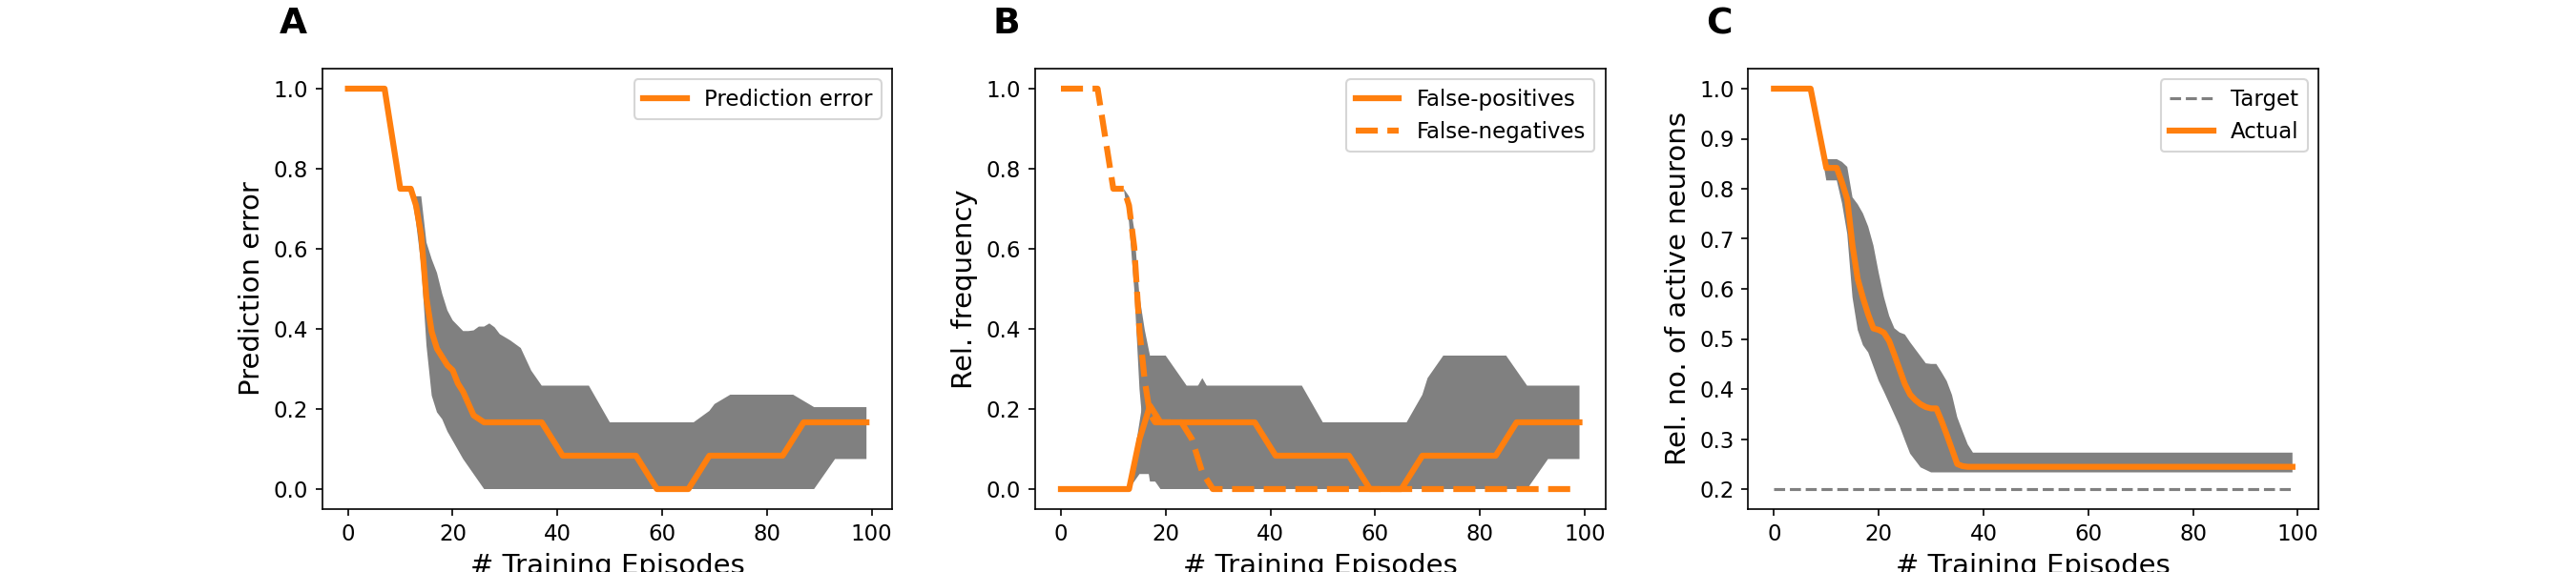 A
Prediction error
1.0
0.8
0.6
0.4
0.2
0.0
Prediction error
0
20
40
60
80
100
# Training Episodes
B
False-positives
False-negatives
1.0
0.8
0.6
0.4
0.2
0.0
Rel. frequency
0
20
40
60
80
100
# Training Episodes
C
Target
Actual
1.0
0.9
0.8
0.7
0.6
0.5
0.4
0.3
0.2
Rel. no. of active neurons
0
20
40
60
80
100
# Training Episodes